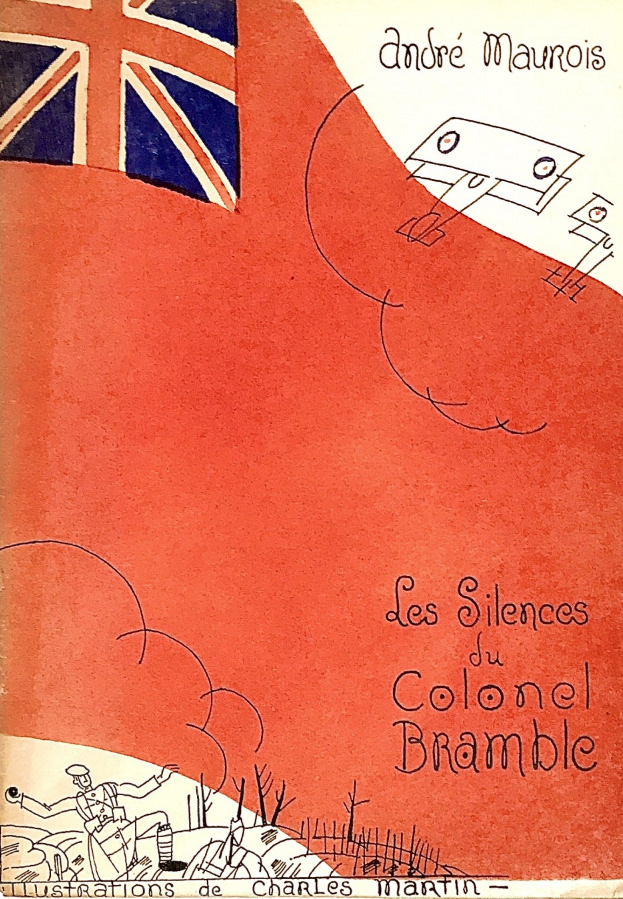 André Maurois
Les Silences
du
Colonel
Bramble
Illustrations de Charles Martin —